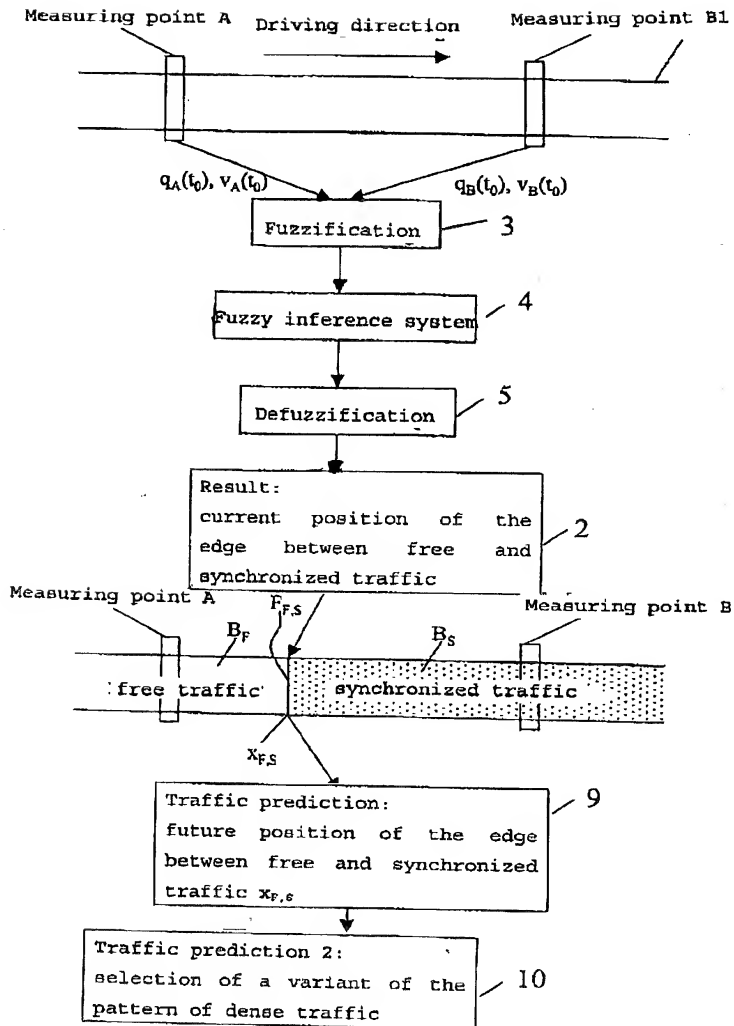 Measuring point A
Driving direction
Measuring point B1
q_A(t_0), v_A(t_0)
q_B(t_0), v_B(t_0)
Fuzzification
3
Fuzzy inference system
4
Defuzzification
5
Result:
current position of the
edge between free and
synchronized traffic
2
Measuring point A
F_F,S
Measuring point B
B_F
B_S
free traffic
synchronized traffic
x_F,S
Traffic prediction:
future position of the edge
between free and synchronized
traffic x_F,S
9
Traffic prediction 2:
selection of a variant of the
pattern of dense traffic
10